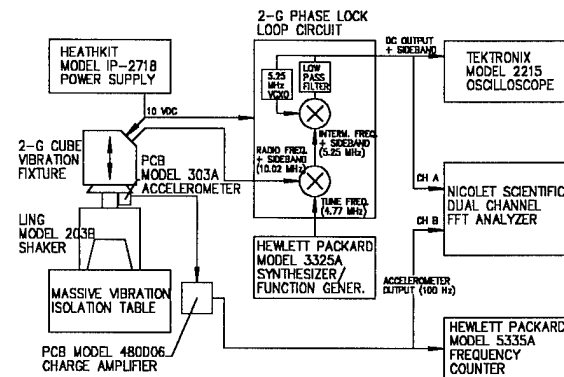 2-G PHASE LOCK
LOOP CIRCUIT
HEATHKIT
MODEL IP-2718
POWER SUPPLY
5.25
MHz
VCXO
LOW
PASS
FILTER
DC OUTPUT
+ SIDEBAND
TEKTRONIX
MODEL 2215
OSCILLOSCOPE
10 VDC
2-G CUBE
VIBRATION
FIXTURE
PCB
MODEL 303A
ACCELEROMETER
RADIO FREQ.
+ SIDEBAND
(10.02 MHz)
INTERM. FREQ.
+ SIDEBAND
(5.25 MHz)
TUNE FREQ.
(4.77 MHz)
CH A
CH B
NICOLET SCIENTIFIC
DUAL CHANNEL
FFT ANALYZER
LING
MODEL 203B
SHAKER
HEWLETT PACKARD
MODEL 3325A
SYNTHESIZER/
FUNCTION GENER.
MASSIVE VIBRATION
ISOLATION TABLE
ACCELEROMETER
OUTPUT (100 Hz)
PCB MODEL 480D06
CHARGE AMPLIFIER
HEWLETT PACKARD
MODEL 5335A
FREQUENCY
COUNTER